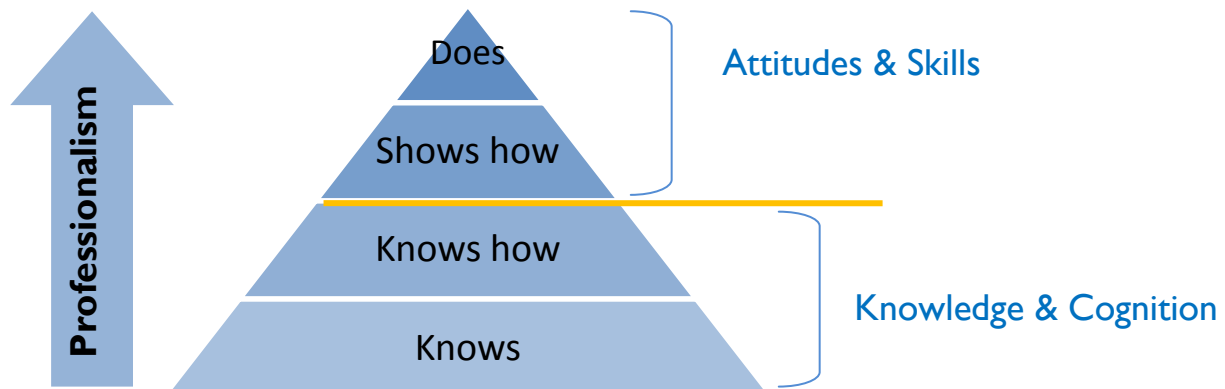 Professionalism
Does
Shows how
Knows how
Knows
Attitudes & Skills
Knowledge & Cognition